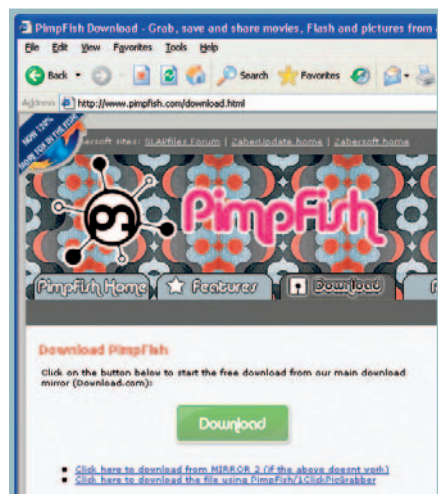 PimpFish Download - Grab, save and share movies, Flash and pictures from
File Edit View Favorites Tools Help
Back Search Favorites
Address http://www.pimpfish.com/download.html
sites: SLAPfiles Forum | ZaberUpdate home | Zabersoft home
PimpFish
PimpFish Home Features Download
Download PimpFish
Click on the button below to start the free download from our main download
mirror (Download.com):
Download
Click here to download from MIRROR 2 (if the above doesnt work)
Click here to download the file using PimpFish/1ClickPicGrabber